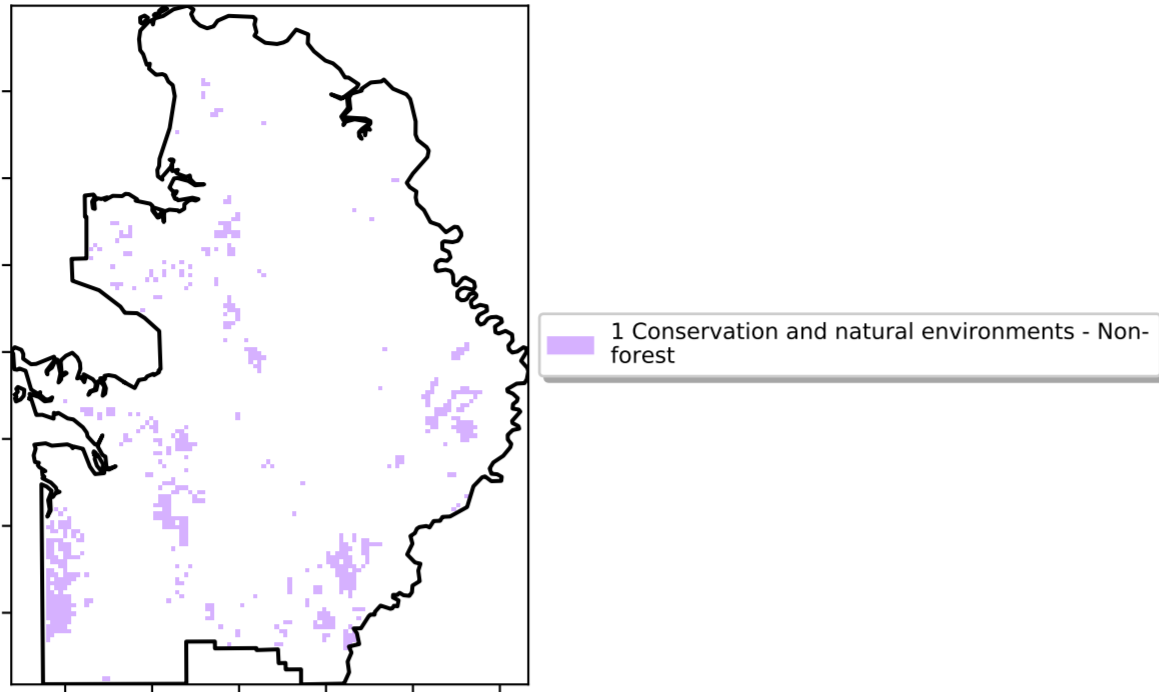 1 Conservation and natural environments - Non-
forest